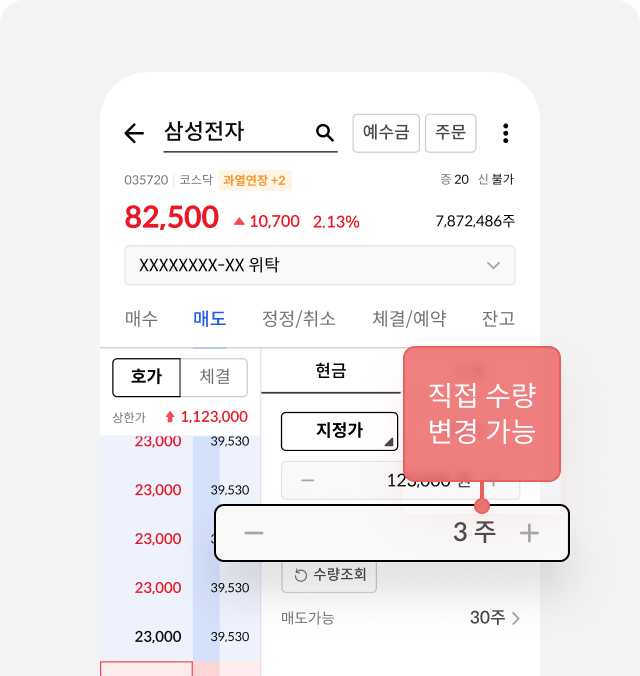 삼성전자
예수금
주문
035720 코스닥 과열연장 +2
증 20 신 불가
82,500 10,700 2.13%
7,872,486주
XXXXXXXX-XX 위탁
매수 매도 정정/취소 체결/예약 잔고
호가 체결
현금
상한가 1,123,000
직접 수량
변경 가능
지정가
23,000 39,530
123,000 원
23,000 39,530
3 주
23,000
수량조회
23,000 39,530
매도가능 30주
23,000 39,530